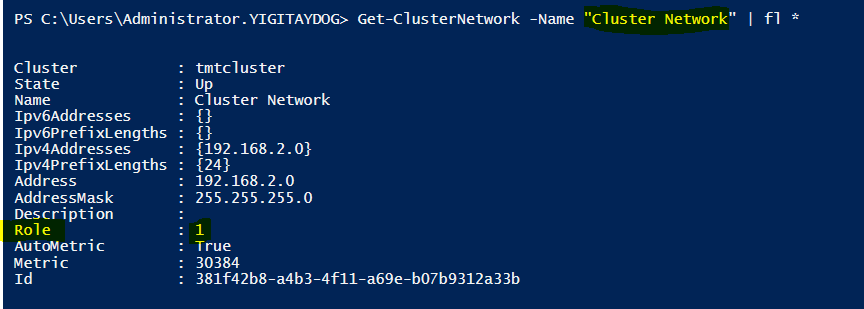 PS C:\Users\Administrator.YIGITAYDOG> Get-ClusterNetwork -Name "Cluster Network" | fl *
Cluster : tmtcluster
State : Up
Name : Cluster Network
Ipv6Addresses : {}
Ipv6PrefixLengths : {}
Ipv4Addresses : {192.168.2.0}
Ipv4PrefixLengths : {24}
Address : 192.168.2.0
AddressMask : 255.255.255.0
Description :
Role : 1
AutoMetric : True
Metric : 30384
Id : 381f42b8-a4b3-4f11-a69e-b07b9312a33b